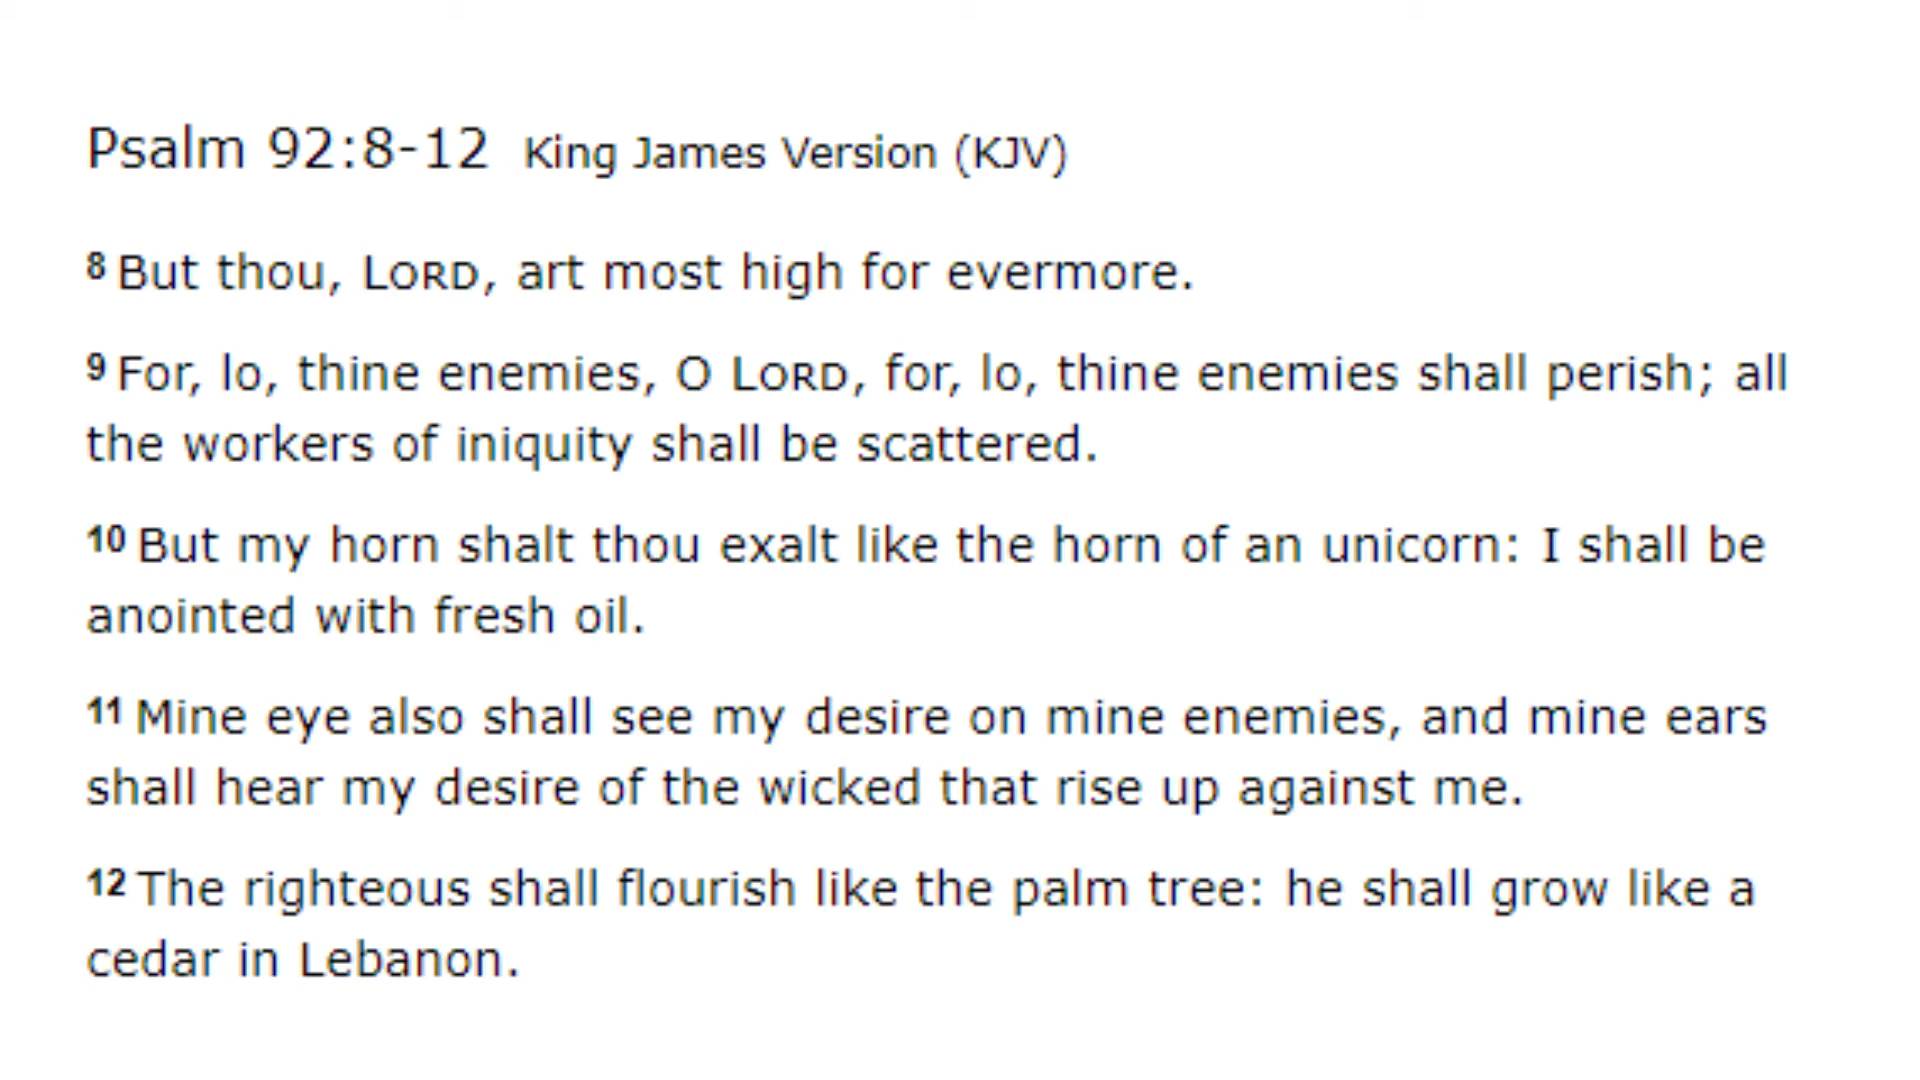 Psalm 92:8-12 King James Version (KJV)
8 But thou, LORD, art most high for evermore.
9 For, lo, thine enemies, O LORD, for, lo, thine enemies shall perish; all
the workers of iniquity shall be scattered.
10 But my horn shalt thou exalt like the horn of an unicorn: I shall be
anointed with fresh oil.
11 Mine eye also shall see my desire on mine enemies, and mine ears
shall hear my desire of the wicked that rise up against me.
12 The righteous shall flourish like the palm tree: he shall grow like a
cedar in Lebanon.